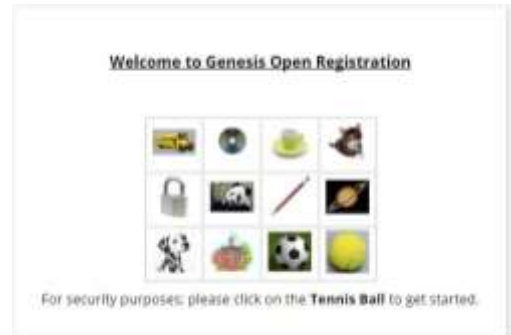 Welcome to Genesis Open Registration
For security purposes, please click on the Tennis Ball to get started.